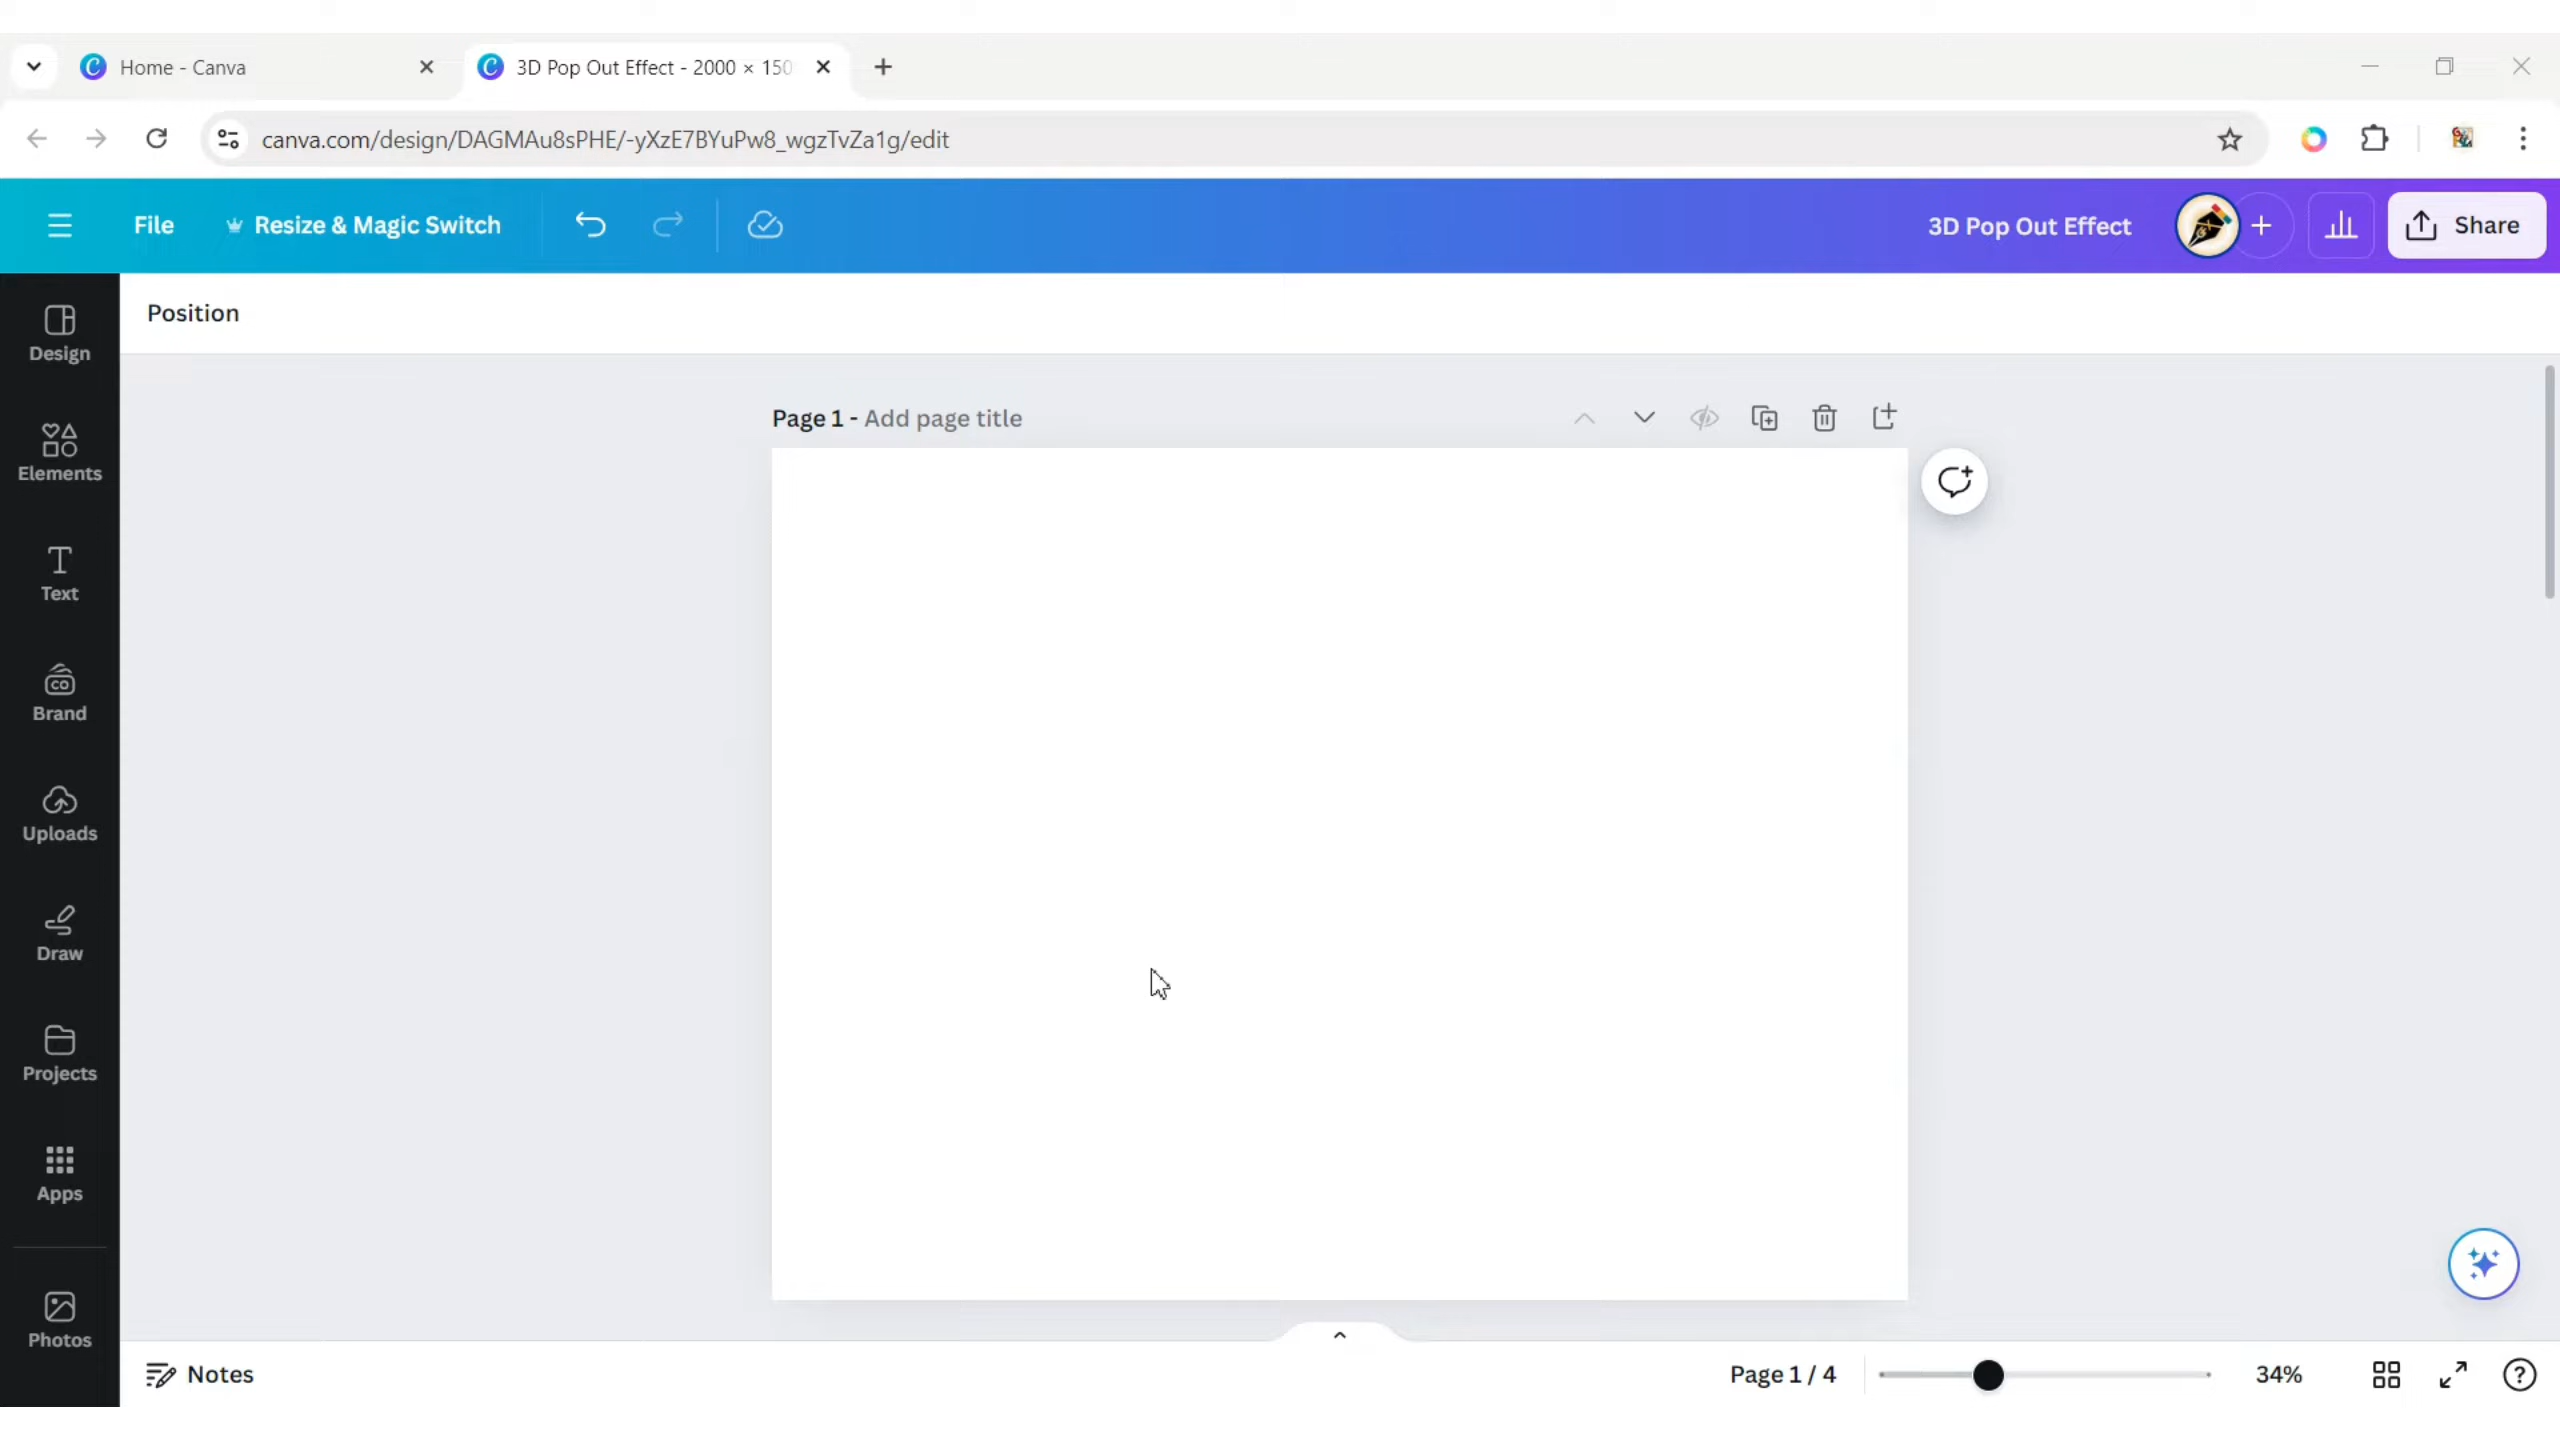 Home - Canva
3D Pop Out Effect - 2000 × 150
canva.com/design/DAGMAu8sPHE/-yXzE7BYuPw8_wgzTvZa1g/edit
File
Resize & Magic Switch
3D Pop Out Effect
Share
Position
Design
Elements
Text
Brand
Uploads
Draw
Projects
Apps
Photos
Page 1 - Add page title
Notes
Page 1 / 4
34%